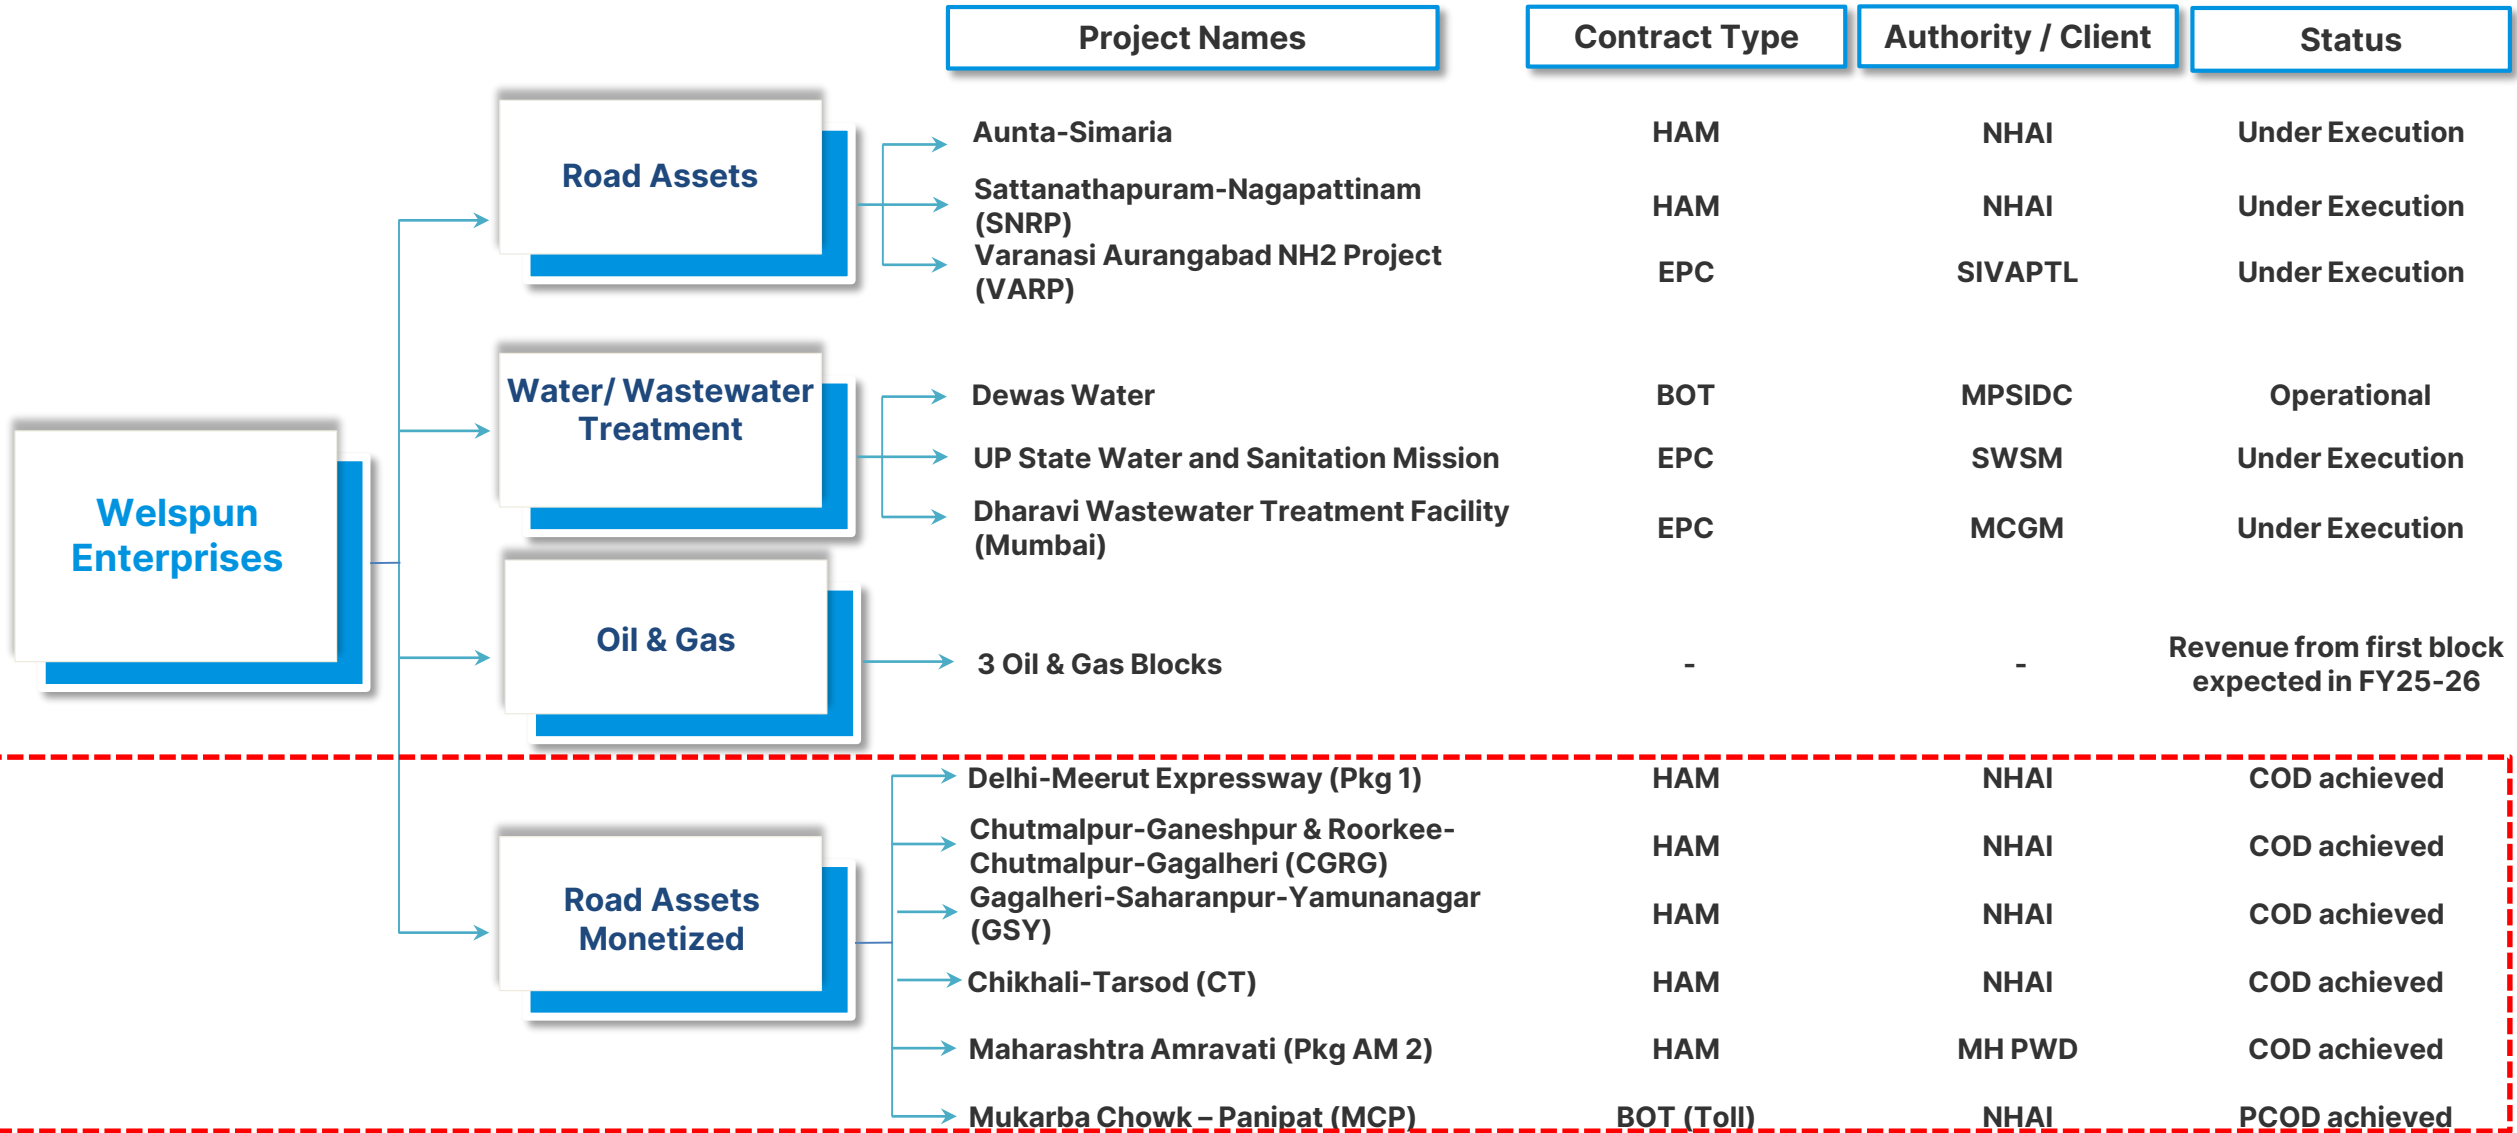 Project Names
Contract Type
Authority / Client
Status
Welspun
Enterprises
Road Assets
Aunta-Simaria
HAM
NHAI
Under Execution
Sattanathapuram-Nagapattinam
(SNRP)
HAM
NHAI
Under Execution
Varanasi Aurangabad NH2 Project
(VARP)
EPC
SIVAPTL
Under Execution
Water/ Wastewater
Treatment
Dewas Water
BOT
MPSIDC
Operational
UP State Water and Sanitation Mission
EPC
SWSM
Under Execution
Dharavi Wastewater Treatment Facility
(Mumbai)
EPC
MCGM
Under Execution
Oil & Gas
3 Oil & Gas Blocks
-
-
Revenue from first block
expected in FY25-26
Road Assets
Monetized
Delhi-Meerut Expressway (Pkg 1)
HAM
NHAI
COD achieved
Chutmalpur-Ganeshpur & Roorkee-
Chutmalpur-Gagalheri (CGRG)
HAM
NHAI
COD achieved
Gagalheri-Saharanpur-Yamunanagar
(GSY)
HAM
NHAI
COD achieved
Chikhali-Tarsod (CT)
HAM
NHAI
COD achieved
Maharashtra Amravati (Pkg AM 2)
HAM
MH PWD
COD achieved
Mukarba Chowk – Panipat (MCP)
BOT (Toll)
NHAI
PCOD achieved